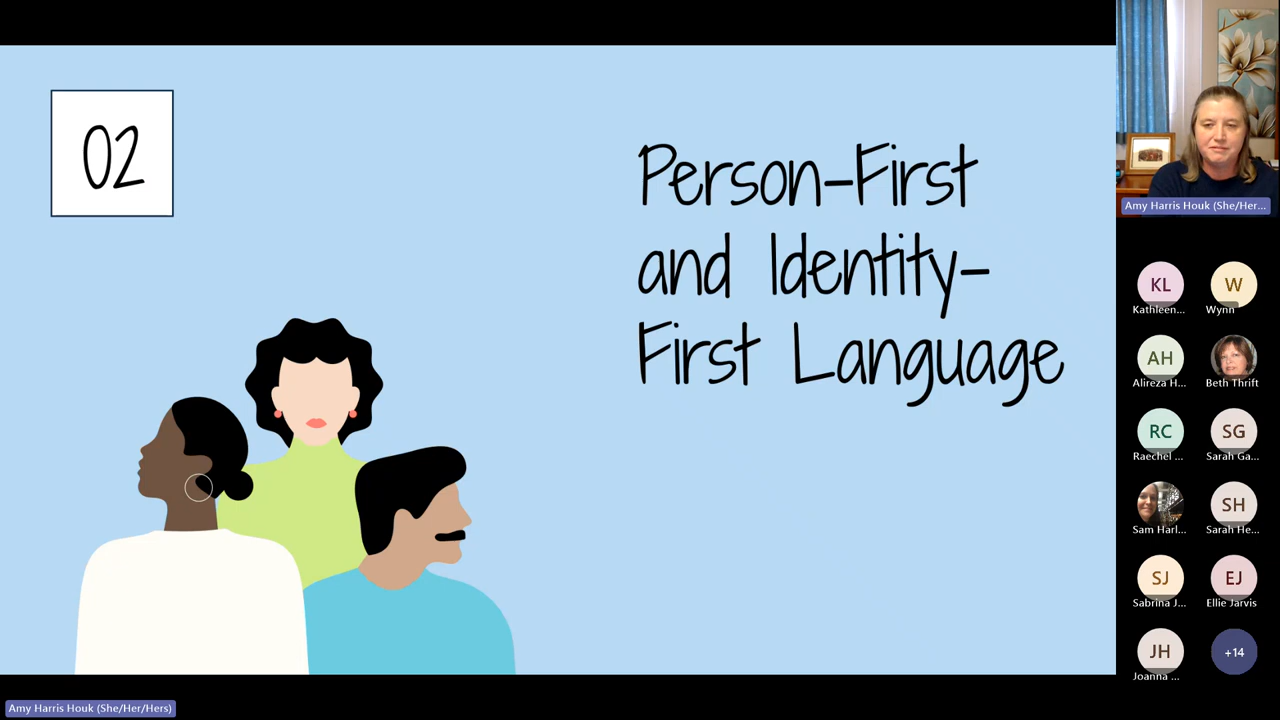 02
Person-First
and Identity-
First Language
Amy Harris Houk (She/Her...
KL
Kathleen...
W
Wynn
AH
Alireza H...
Beth Thrift
RC
Raechel ...
SG
Sarah Ga...
Sam Harl...
SH
Sarah He...
SJ
Sabrina J...
EJ
Ellie Jarvis
JH
Joanna ...
+14
Amy Harris Houk (She/Her/Hers)